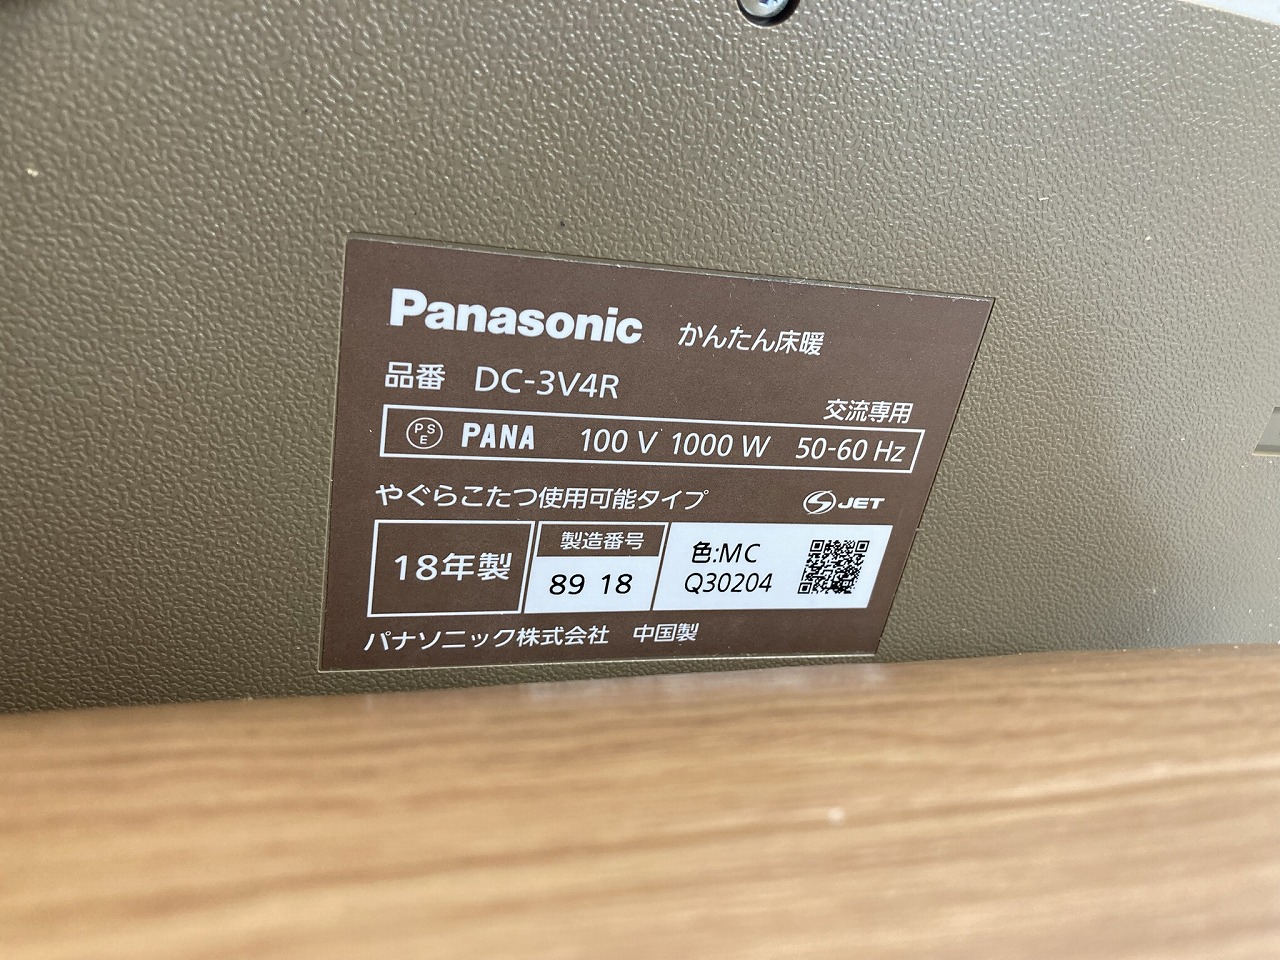 Panasonic かんたん床暖
品番 DC-3V4R
交流専用
PSE PANA 100 V 1000 W 50-60 Hz
やぐらこたつ使用可能タイプ JET
18年製 製造番号 89 18
色:MC
Q30204
パナソニック株式会社 中国製